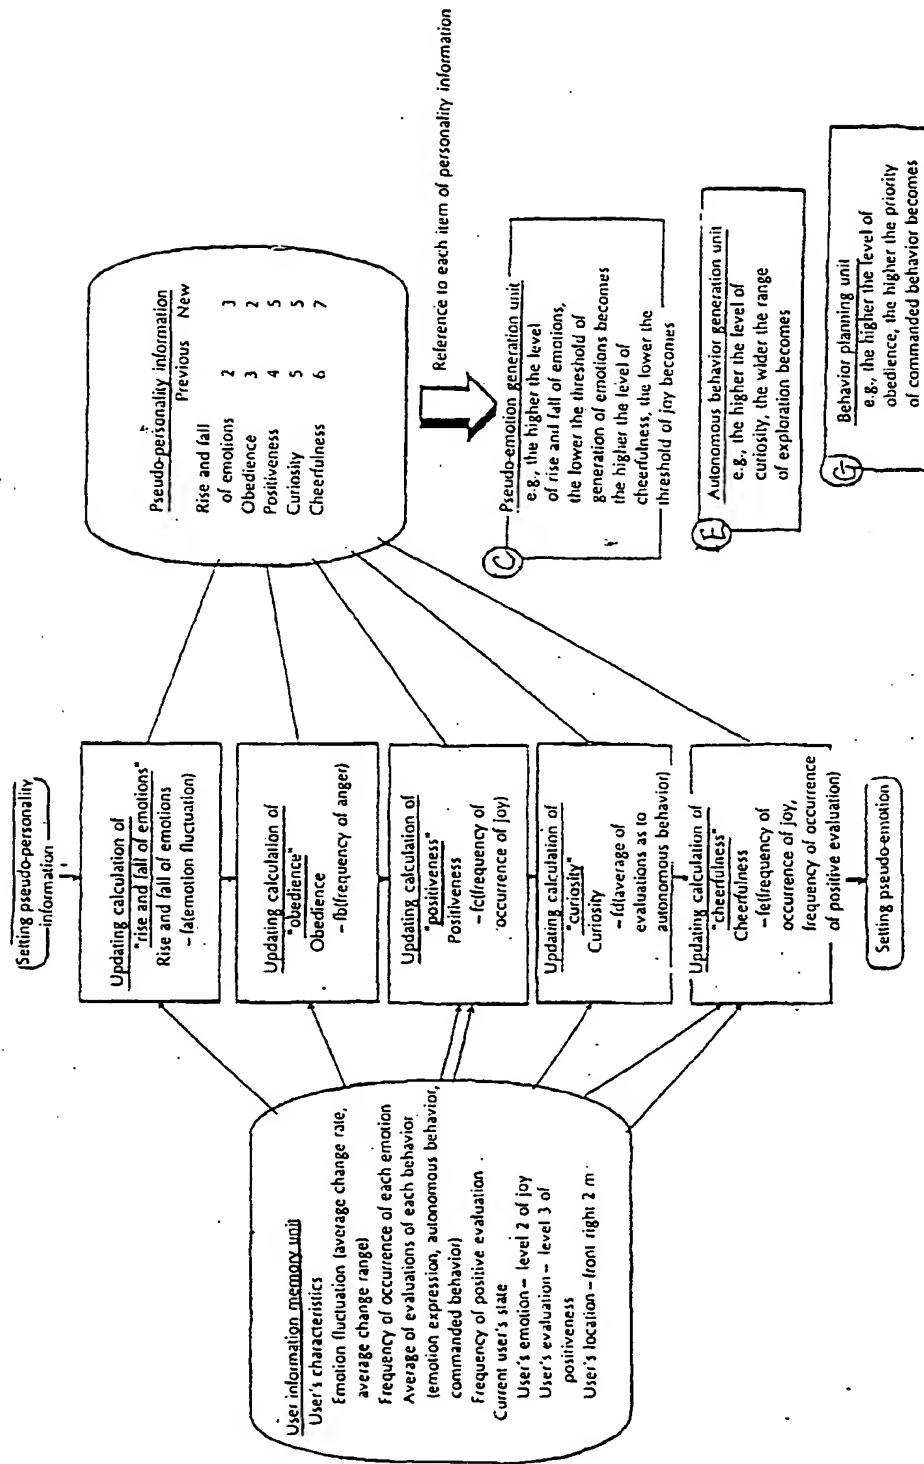 Setting pseudo-personality
information
Updating calculation of
"rise and fall of emotions"
Rise and fall of emotions
– fa(emotion fluctuation)
Updating calculation of
"obedience"
Obedience
– fb(frequency of anger)
Updating calculation of
"positiveness"
Positiveness
– fc(frequency of
occurrence of joy)
Updating calculation of
"curiosity"
Curiosity
– fd(average of
evaluations as to
autonomous behavior)
Updating calculation of
"cheerfulness"
Cheerfulness
– fe(frequency of
occurrence of joy,
frequency of occurrence
of positive evaluation)
Setting pseudo-emotion
User information memory unit
User's characteristics
Emotion fluctuation (average change rate,
average change range)
Frequency of occurrence of each emotion
Average of evaluations of each behavior
(emotion expression, autonomous behavior,
commanded behavior)
Frequency of positive evaluation
Current user's state
User's emotion – level 2 of joy
User's evaluation – level 3 of
positiveness
User's location – front right 2 m
Pseudo-personality information
Previous New
Rise and fall
of emotions 2 3
Obedience 3 2
Postiveness 4 5
Curiosity 5 5
Cheerfulness 6 7
Reference to each item of personality information
C
Pseudo-emotion generation unit
e.g., the higher the level
of rise and fall of emotions,
the lower the threshold of
generation of emotions becomes
the higher the level of
cheerfulness, the lower the
threshold of joy becomes
E
Autonomous behavior generation unit
e.g., the higher the level of
curiosity, the wider the range
of exploration becomes
G
Behavior planning unit
e.g., the higher the level of
obedience, the higher the priority
of commanded behavior becomes